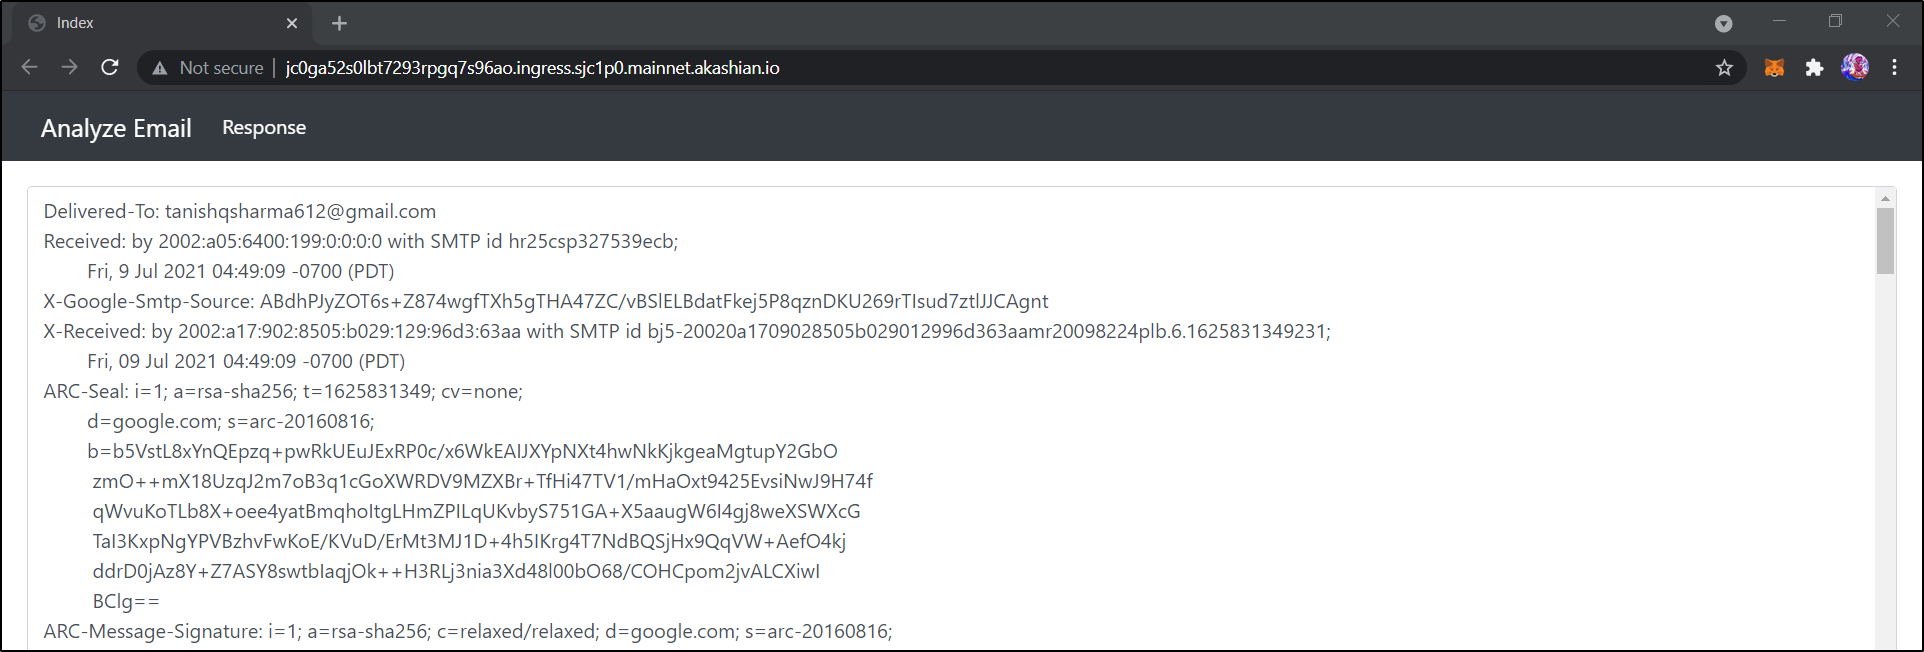 Index
Not secure | jc0ga52s0lbt7293rpgq7s96ao.ingress.sjc1p0.mainnet.akashian.io
Analyze Email Response
Delivered-To: tanishqsharma612@gmail.com
Received: by 2002:a05:6400:199:0:0:0:0 with SMTP id hr25csp327539ecb;
Fri, 9 Jul 2021 04:49:09 -0700 (PDT)
X-Google-Smtp-Source: ABdhPJyZOT6s+Z874wgfTXh5gTHA47ZC/vBSlELBdatFkej5P8qznDKU269rTIsud7ztlJJCAgnt
X-Received: by 2002:a17:902:8505:b029:129:96d3:63aa with SMTP id bj5-20020a1709028505b029012996d363aamr20098224plb.6.1625831349231;
Fri, 09 Jul 2021 04:49:09 -0700 (PDT)
ARC-Seal: i=1; a=rsa-sha256; t=1625831349; cv=none;
d=google.com; s=arc-20160816;
b=b5VstL8xYnQEpzq+pwRkUEuJExRP0c/x6WkEAIJXYpNXt4hwNkKjkgeaMgtupY2GbO
zmO++mX18UzqJ2m7oB3q1cGoXWRDV9MZXBr+TfHi47TV1/mHaOxt9425EvsiNwJ9H74f
qWvuKoTLb8X+oee4yatBmqhoItgLHmZPILqUKvbyS751GA+X5aaugW6I4gj8weXSWXcG
TaI3KxpNgYPVBzhvFwKoE/KVuD/ErMt3MJ1D+4h5IKrg4T7NdBQSjHx9QqVW+AefO4kj
ddrD0jAz8Y+Z7ASY8swtbIaqjOk++H3RLj3nia3Xd48l00bO68/COHCpom2jvALCXiwI
BClg==
ARC-Message-Signature: i=1; a=rsa-sha256; c=relaxed/relaxed; d=google.com; s=arc-20160816;